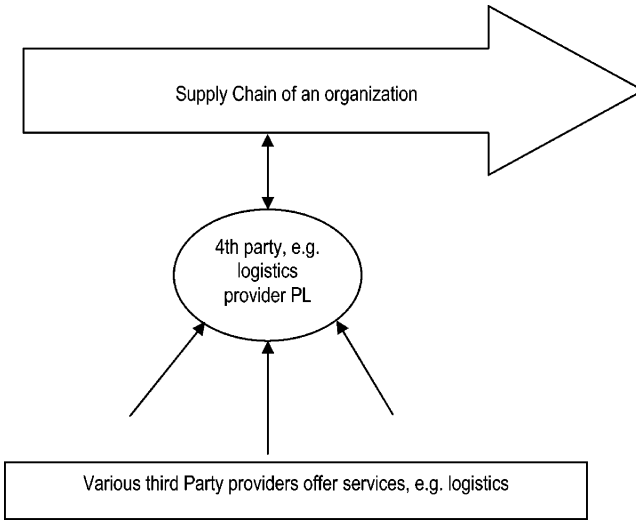 Supply Chain of an organization
4th party, e.g.
logistics
provider PL
Various third Party providers offer services, e.g. logistics